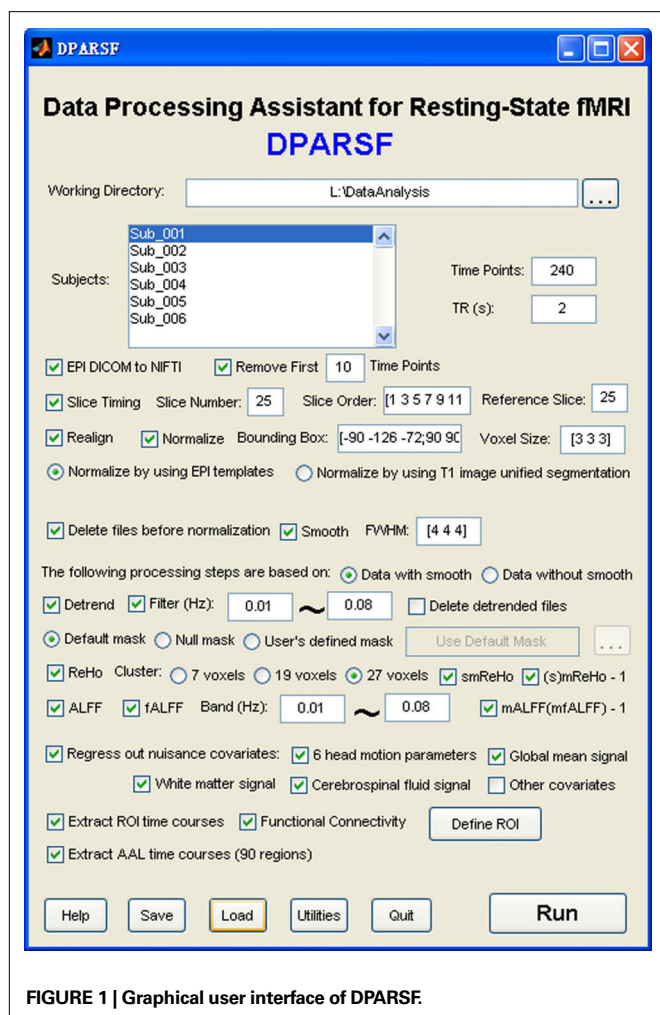 DPARSF
Data Processing Assistant for Resting-State fMRI
DPARSF
Working Directory: L:\DataAnalysis ...
Subjects:
Sub_001
Sub_002
Sub_003
Sub_004
Sub_005
Sub_006
Time Points: 240
TR (s): 2
EPI DICOM to NIFTI Remove First 10 Time Points
Slice Timing Slice Number: 25 Slice Order: [1 3 5 7 9 11 Reference Slice: 25
Realign Normalize Bounding Box: [-90 -126 -72;90 90 Voxel Size: [3 3 3]
Normalize by using EPI templates Normalize by using T1 image unified segmentation
Delete files before normalization Smooth FWHM: [4 4 4]
The following processing steps are based on: Data with smooth Data without smooth
Detrend Filter (Hz): 0.01 ~ 0.08 Delete detrended files
Default mask Null mask User's defined mask Use Default Mask ...
ReHo Cluster: 7 voxels 19 voxels 27 voxels smReHo (s)mReHo - 1
ALFF fALFF Band (Hz): 0.01 ~ 0.08 mALFF(mfALFF) - 1
Regress out nuisance covariates: 6 head motion parameters Global mean signal
White matter signal Cerebrospinal fluid signal Other covariates
Extract ROI time courses Functional Connectivity Define ROI
Extract AAL time courses (90 regions)
Help Save Load Utilities Quit Run
FIGURE 1 | Graphical user interface of DPARSF.